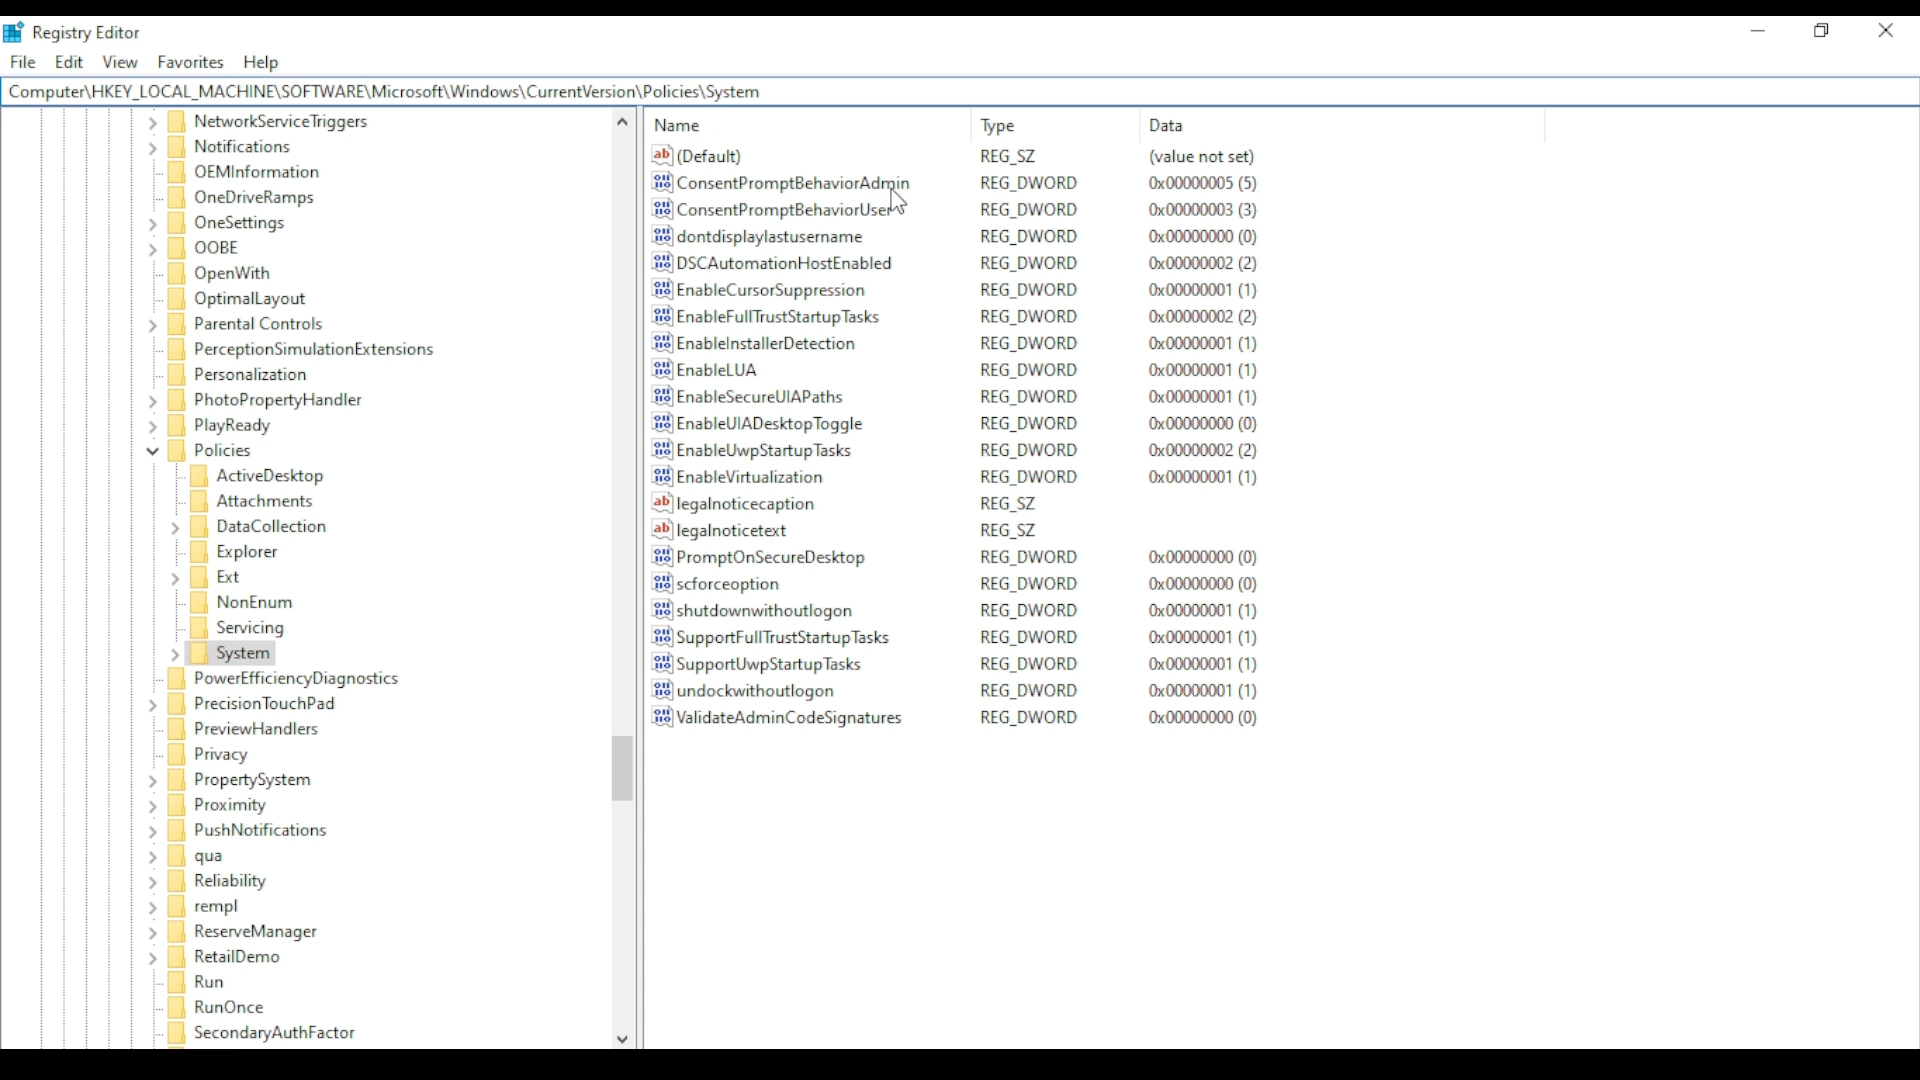 Registry Editor
File Edit View Favorites Help
Computer\HKEY_LOCAL_MACHINE\SOFTWARE\Microsoft\Windows\CurrentVersion\Policies\System
NetworkServiceTriggers
Notifications
OEMInformation
OneDriveRamps
OneSettings
OOBE
OpenWith
OptimalLayout
Parental Controls
PerceptionSimulationExtensions
Personalization
PhotoPropertyHandler
PlayReady
Policies
ActiveDesktop
Attachments
DataCollection
Explorer
Ext
NonEnum
Servicing
System
PowerEfficiencyDiagnostics
PrecisionTouchPad
PreviewHandlers
Privacy
PropertySystem
Proximity
PushNotifications
qua
Reliability
rempl
ReserveManager
RetailDemo
Run
RunOnce
SecondaryAuthFactor
Name Type Data
(Default) REG_SZ (value not set)
ConsentPromptBehaviorAdmin REG_DWORD 0x00000005 (5)
ConsentPromptBehaviorUser REG_DWORD 0x00000003 (3)
dontdisplaylastusername REG_DWORD 0x00000000 (0)
DSCAutomationHostEnabled REG_DWORD 0x00000002 (2)
EnableCursorSuppression REG_DWORD 0x00000001 (1)
EnableFullTrustStartupTasks REG_DWORD 0x00000002 (2)
EnableInstallerDetection REG_DWORD 0x00000001 (1)
EnableLUA REG_DWORD 0x00000001 (1)
EnableSecureUIAPaths REG_DWORD 0x00000001 (1)
EnableUIADesktopToggle REG_DWORD 0x00000000 (0)
EnableUwpStartupTasks REG_DWORD 0x00000002 (2)
EnableVirtualization REG_DWORD 0x00000001 (1)
legalnoticecaption REG_SZ
legalnoticetext REG_SZ
PromptOnSecureDesktop REG_DWORD 0x00000000 (0)
scforceoption REG_DWORD 0x00000000 (0)
shutdownwithoutlogon REG_DWORD 0x00000001 (1)
SupportFullTrustStartupTasks REG_DWORD 0x00000001 (1)
SupportUwpStartupTasks REG_DWORD 0x00000001 (1)
undockwithoutlogon REG_DWORD 0x00000001 (1)
ValidateAdminCodeSignatures REG_DWORD 0x00000000 (0)